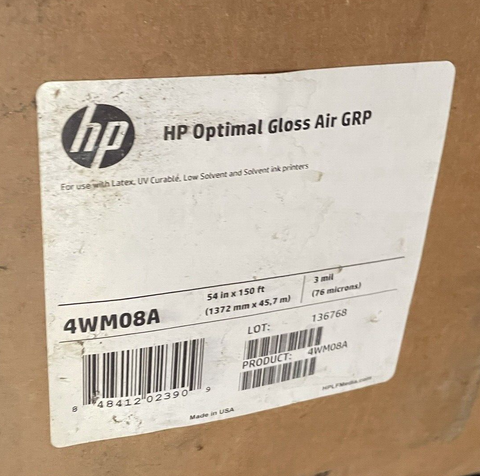 hp
HP Optimal Gloss Air GRP
For use with Latex, UV Curable, Low Solvent and Solvent ink printers
4WM08A
54 in x 150 ft
(1372 mm x 45,7 m)
3 mil
(76 microns)
LOT: 136768
PRODUCT: 4WM08A
8 48412 02390 9
Made in USA
HPLFMedia.com